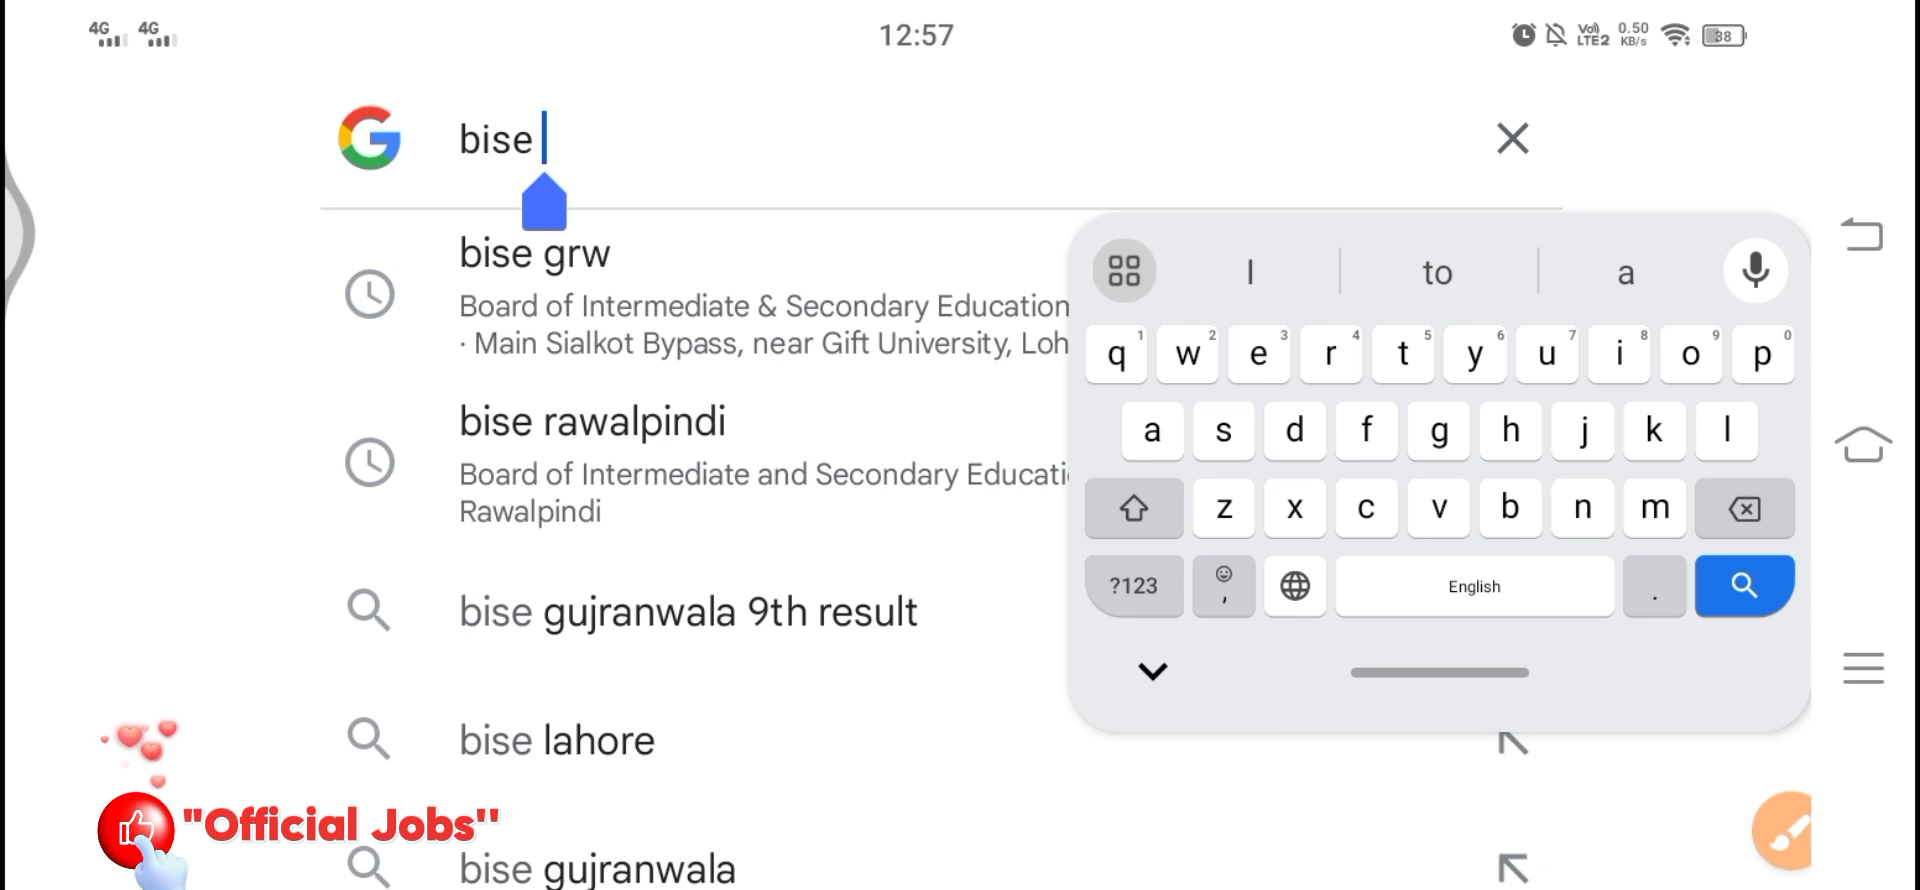 4G 4G 12:57 Vo) LTE2 0.50 KB/s 38
bise
bise grw
Board of Intermediate & Secondary Education
· Main Sialkot Bypass, near Gift University, Loh
bise rawalpindi
Board of Intermediate and Secondary Educati
Rawalpindi
bise gujranwala 9th result
bise lahore
bise gujranwala
"Official Jobs"
I to a
q 1 w 2 e 3 r 4 t 5 y 6 u 7 i 8 o 9 p 0
a s d f g h j k l
z x c v b n m
?123 , English .